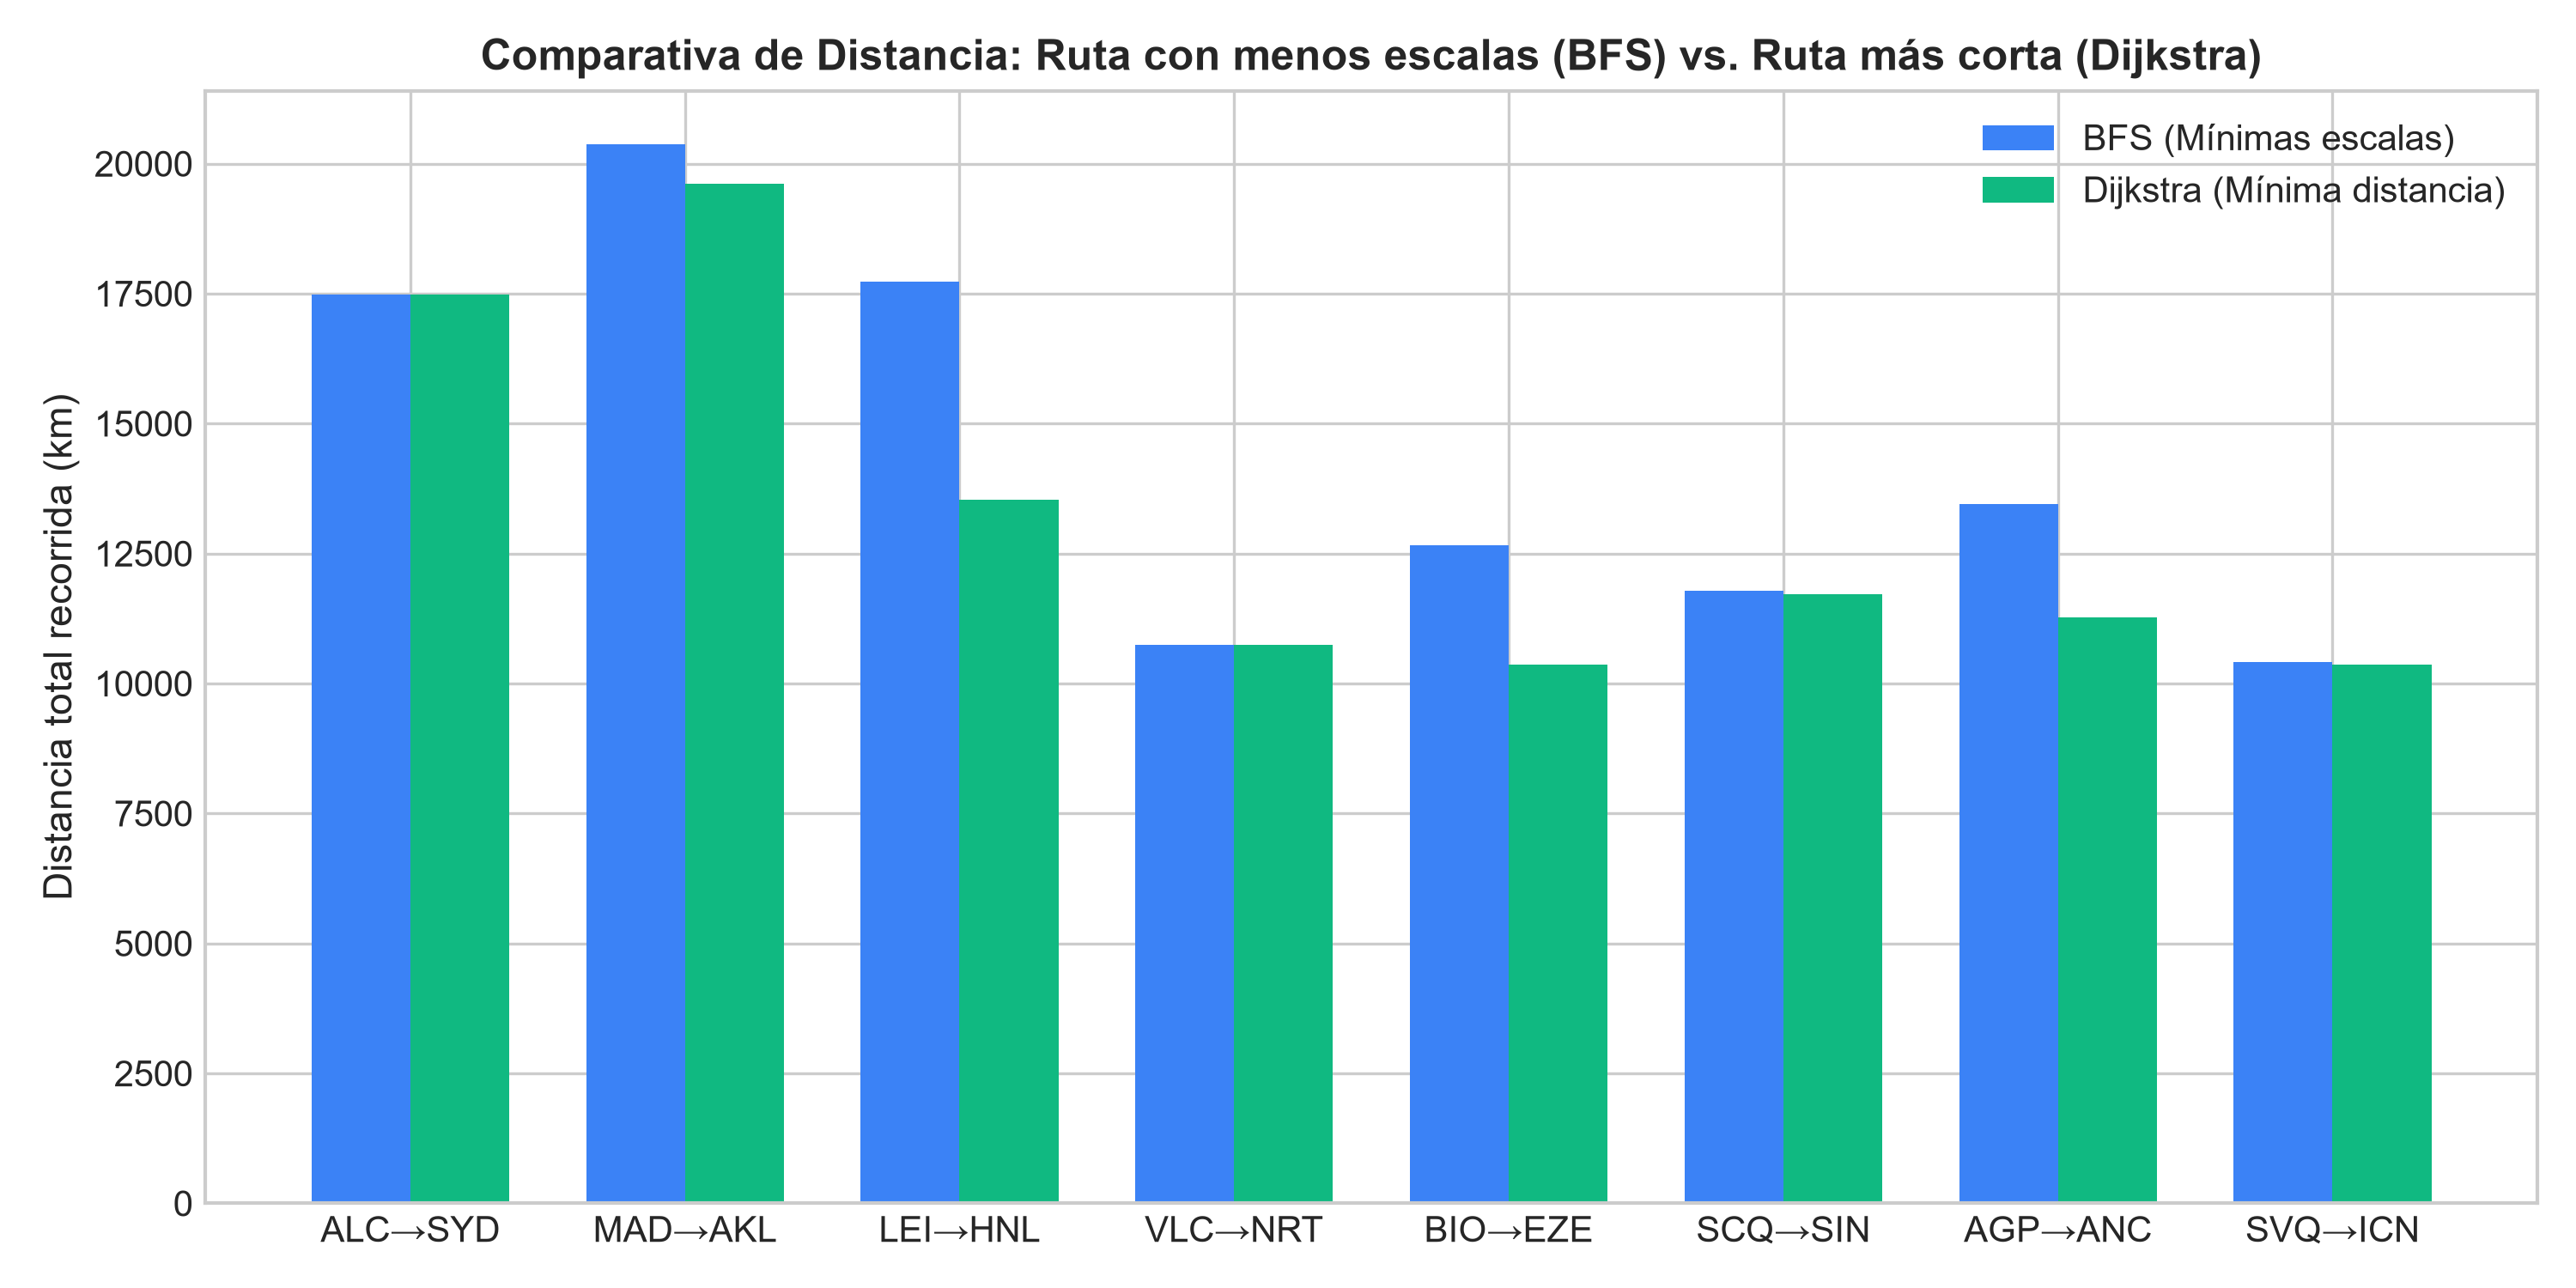 Comparativa de Distancia: Ruta con menos escalas (BFS) vs. Ruta más corta (Dijkstra)
BFS (Mínimas escalas)
Dijkstra (Mínima distancia)
Distancia total recorrida (km)
20000
17500
15000
12500
10000
7500
5000
2500
0
ALC→SYD
MAD→AKL
LEI→HNL
VLC→NRT
BIO→EZE
SCQ→SIN
AGP→ANC
SVQ→ICN